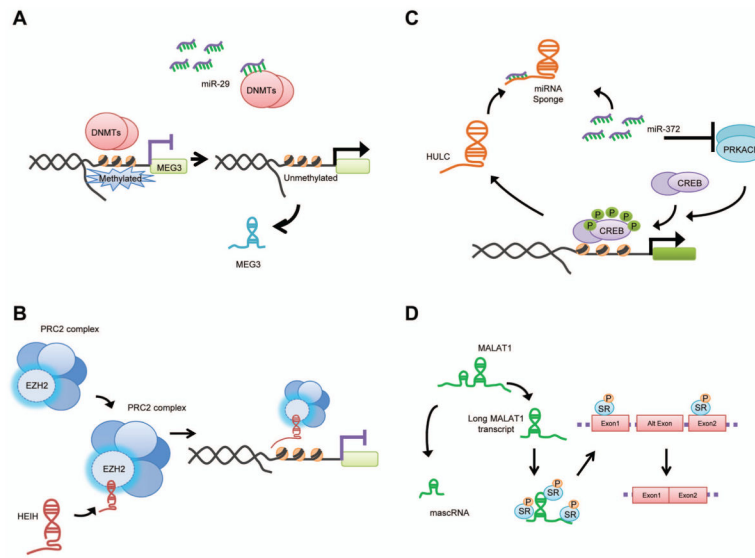 A
miR-29
DNMTs
DNMTs
MEG3
Methylated
Unmethylated
MEG3
B
PRC2 complex
EZH2
PRC2 complex
EZH2
HEIH
C
miRNA
Sponge
miR-372
HULC
CREB
P P P P P
CREB
D
MALAT1
Long MALAT1
transcript
mascRNA
P
SR
P
SR
P
SR
P
SR
P
SR
Exon1
Alt Exon
Exon2
Exon1
Exon2